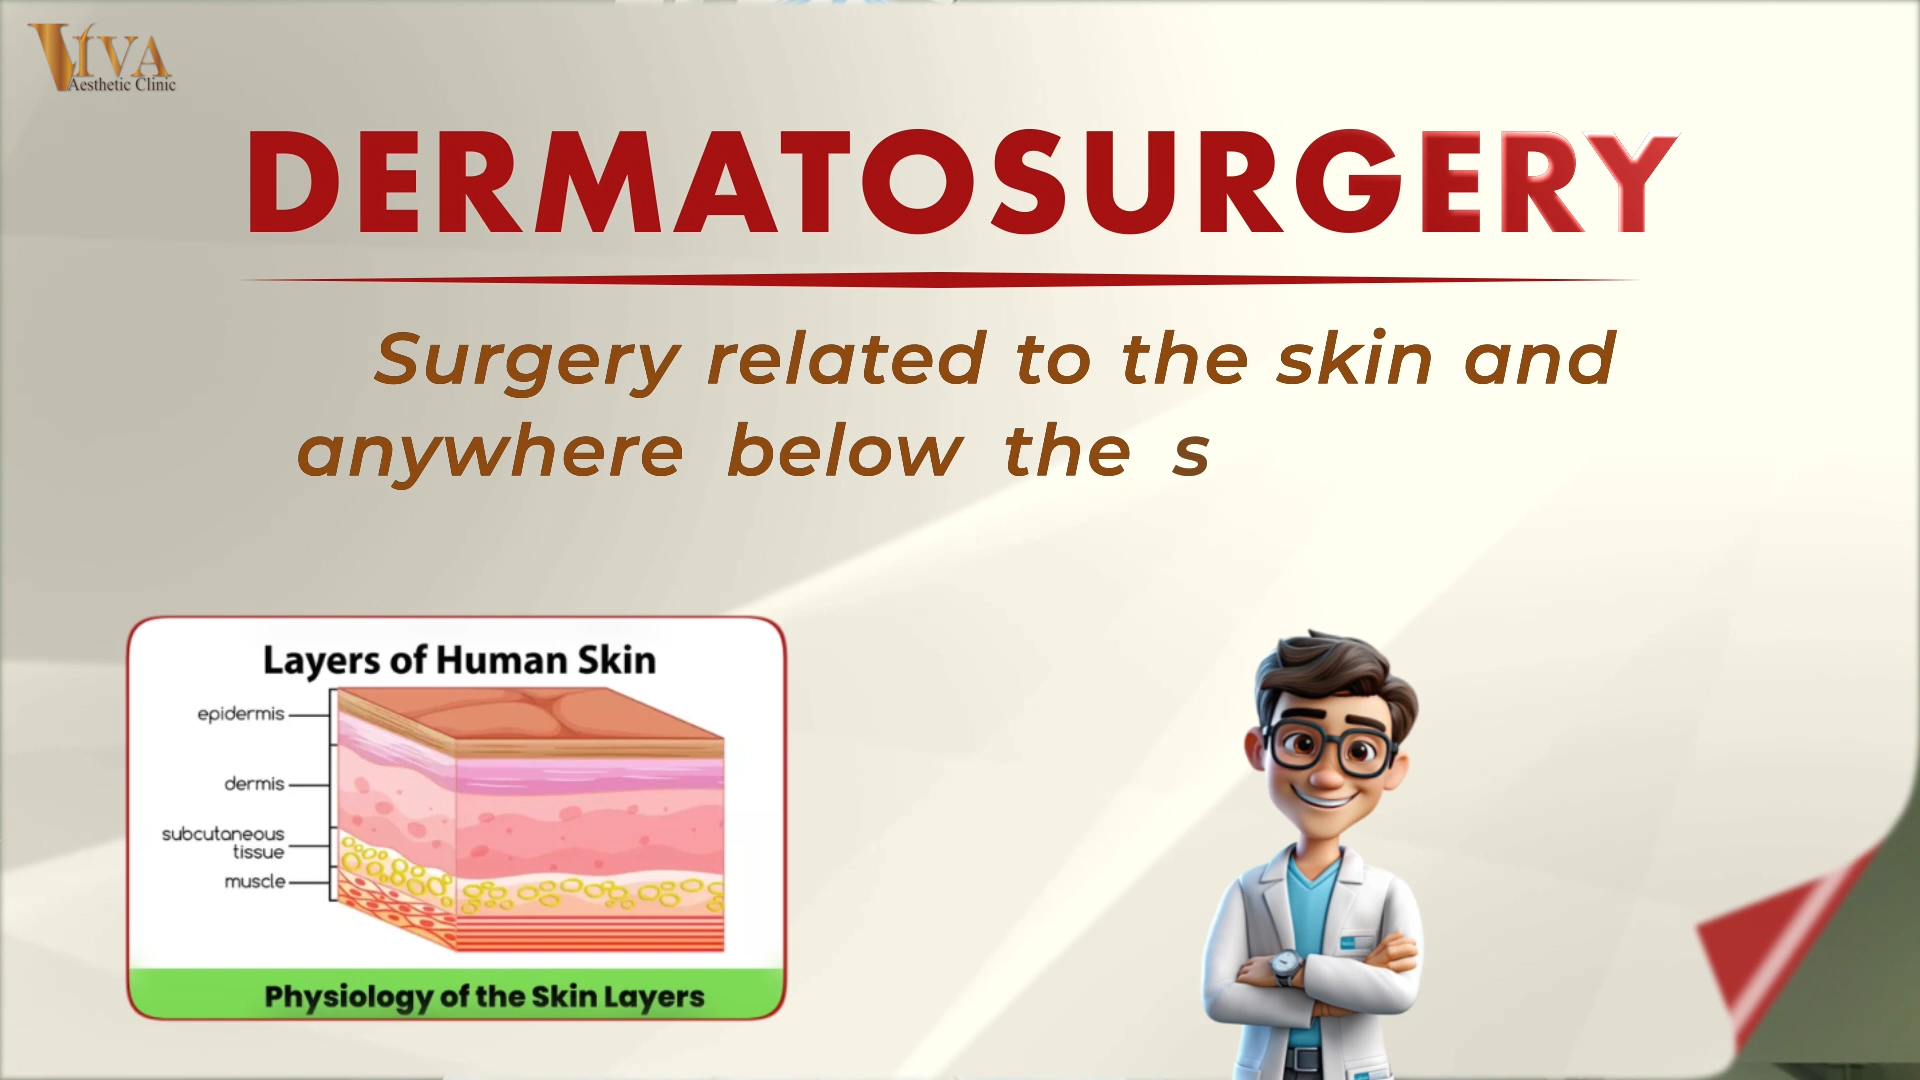 VIVA
Aesthetic Clinic
DERMATOSURGERY
Surgery related to the skin and
anywhere below the s
Layers of Human Skin
epidermis
dermis
subcutaneous
tissue
muscle
Physiology of the Skin Layers